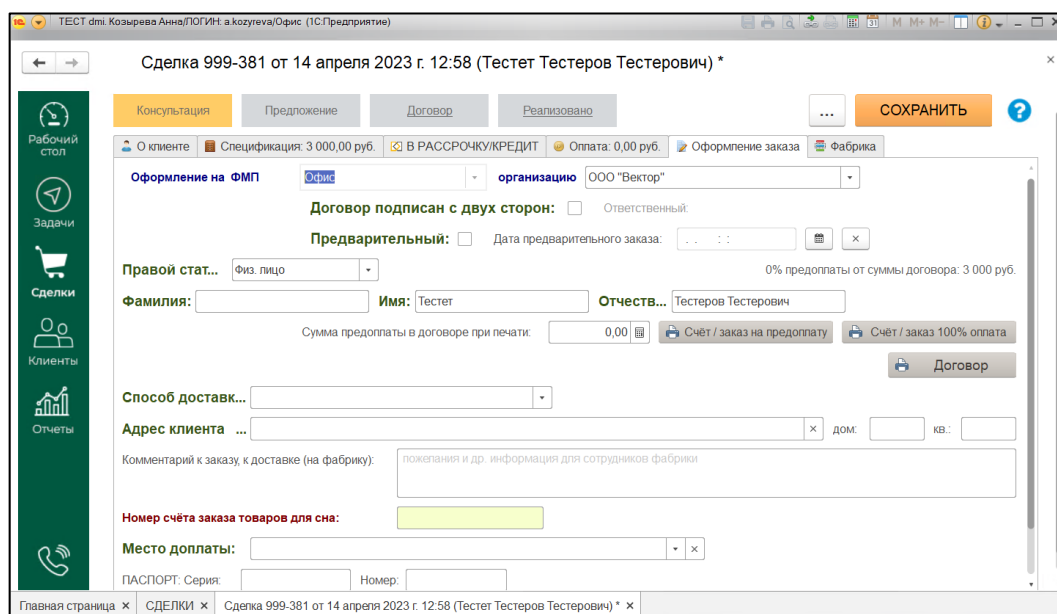 ТЕСТ dmi. Козырева Анна/ЛОГИН: a.kozyreva/Офис (1С:Предприятие)
M M+ M-
Сделка 999-381 от 14 апреля 2023 г. 12:58 (Тестет Тестеров Тестерович) *
Консультация Предложение Договор Реализовано ... СОХРАНИТЬ ?
О клиенте Спецификация: 3 000,00 руб. В РАССРОЧКУ/КРЕДИТ Оплата: 0,00 руб. Оформление заказа Фабрика
Рабочий
стол
Задачи
Сделки
Клиенты
Отчеты
Оформление на ФМП Офис организацию ООО "Вектор"
Договор подписан с двух сторон: Ответственный:
Предварительный: Дата предварительного заказа: . . : :
Правой стат... Физ. лицо 0% предоплаты от суммы договора: 3 000 руб.
Фамилия: Имя: Тестет Отчеств... Тестеров Тестерович
Сумма предоплаты в договоре при печати: 0,00 Счёт / заказ на предоплату Счёт / заказ 100% оплата
Договор
Способ доставк...
Адрес клиента ... дом: кв.:
Комментарий к заказу, к доставке (на фабрику): пожелания и др. информация для сотрудников фабрики
Номер счёта заказа товаров для сна:
Место доплаты:
ПАСПОРТ: Серия: Номер:
Главная страница × СДЕЛКИ × Сделка 999-381 от 14 апреля 2023 г. 12:58 (Тестет Тестеров Тестерович) * ×